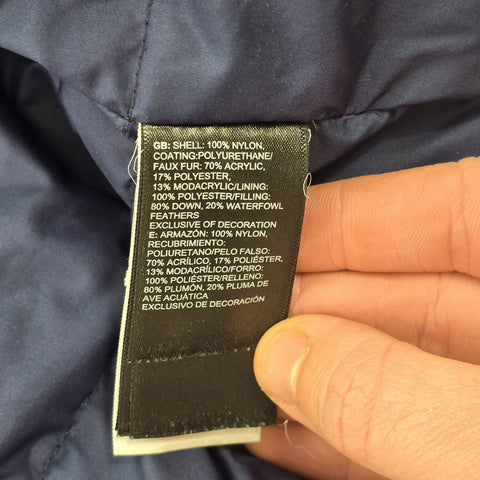 GB: SHELL: 100% NYLON,
COATING:POLYURETHANE/
FAUX FUR: 70% ACRYLIC,
17% POLYESTER,
13% MODACRYLIC/LINING:
100% POLYESTER/FILLING:
80% DOWN, 20% WATERFOWL
FEATHERS
EXCLUSIVE OF DECORATION
E: ARMAZÓN: 100% NYLON,
RECUBRIMIENTO:
POLIURETANO/PELO FALSO:
70% ACRÍLICO, 17% POLIÉSTER,
13% MODACRÍLICO/FORRO:
100% POLIÉSTER/RELLENO:
80% PLUMÓN, 20% PLUMA DE
AVE ACUÁTICA
EXCLUSIVO DE DECORACIÓN